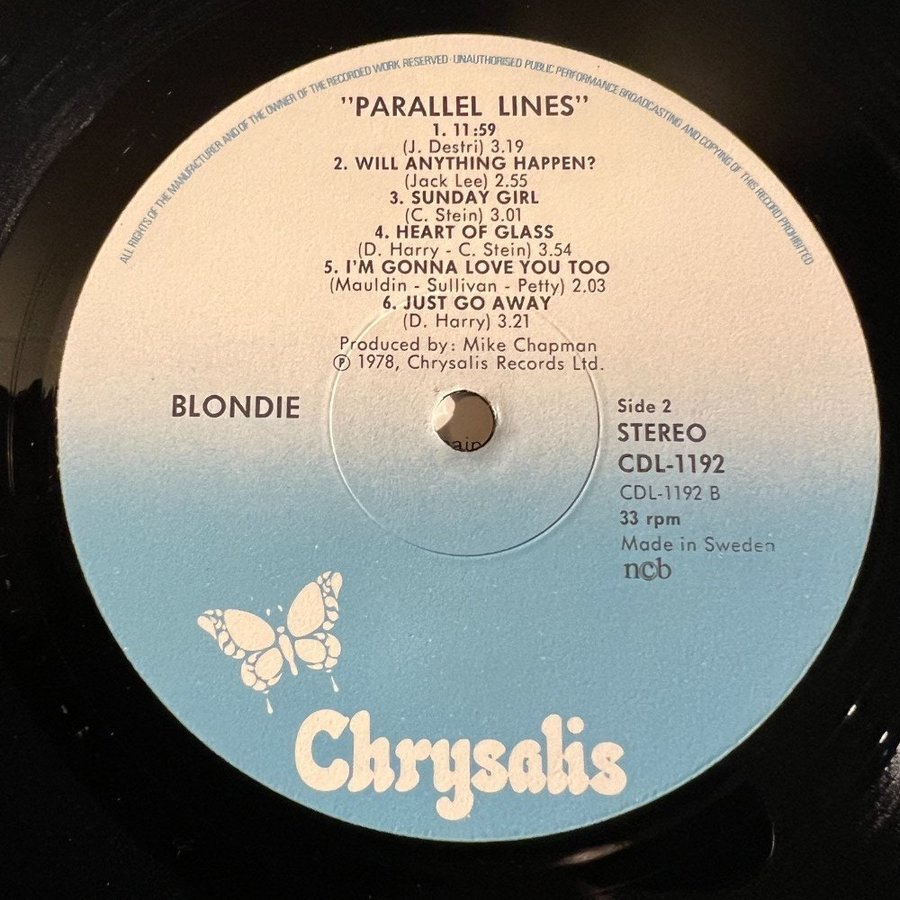 ALL RIGHTS OF THE MANUFACTURER AND OF THE OWNER OF THE RECORDED WORK RESERVED · UNAUTHORISED PUBLIC PERFORMANCE BROADCASTING AND COPYING OF THIS RECORD PROHIBITED
"PARALLEL LINES"
1. 11:59
(J. Destri) 3.19
2. WILL ANYTHING HAPPEN?
(Jack Lee) 2.55
3. SUNDAY GIRL
(C. Stein) 3.01
4. HEART OF GLASS
(D. Harry - C. Stein) 3.54
5. I'M GONNA LOVE YOU TOO
(Mauldin - Sullivan - Petty) 2.03
6. JUST GO AWAY
(D. Harry) 3.21
Produced by: Mike Chapman
℗ 1978, Chrysalis Records Ltd.
BLONDIE
Side 2
STEREO
CDL-1192
CDL-1192 B
33 rpm
Made in Sweden
ncb
Chrysalis